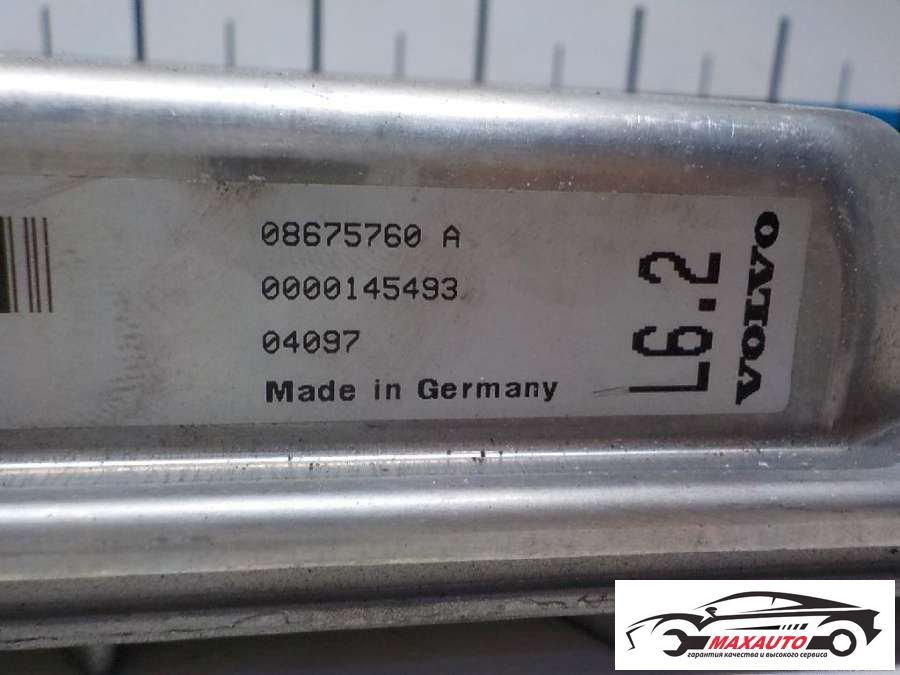 08675760 A
0000145493
04097
Made in Germany
L6.2
VOLVO
MAXAUTO
гарантия качества и высокого сервиса